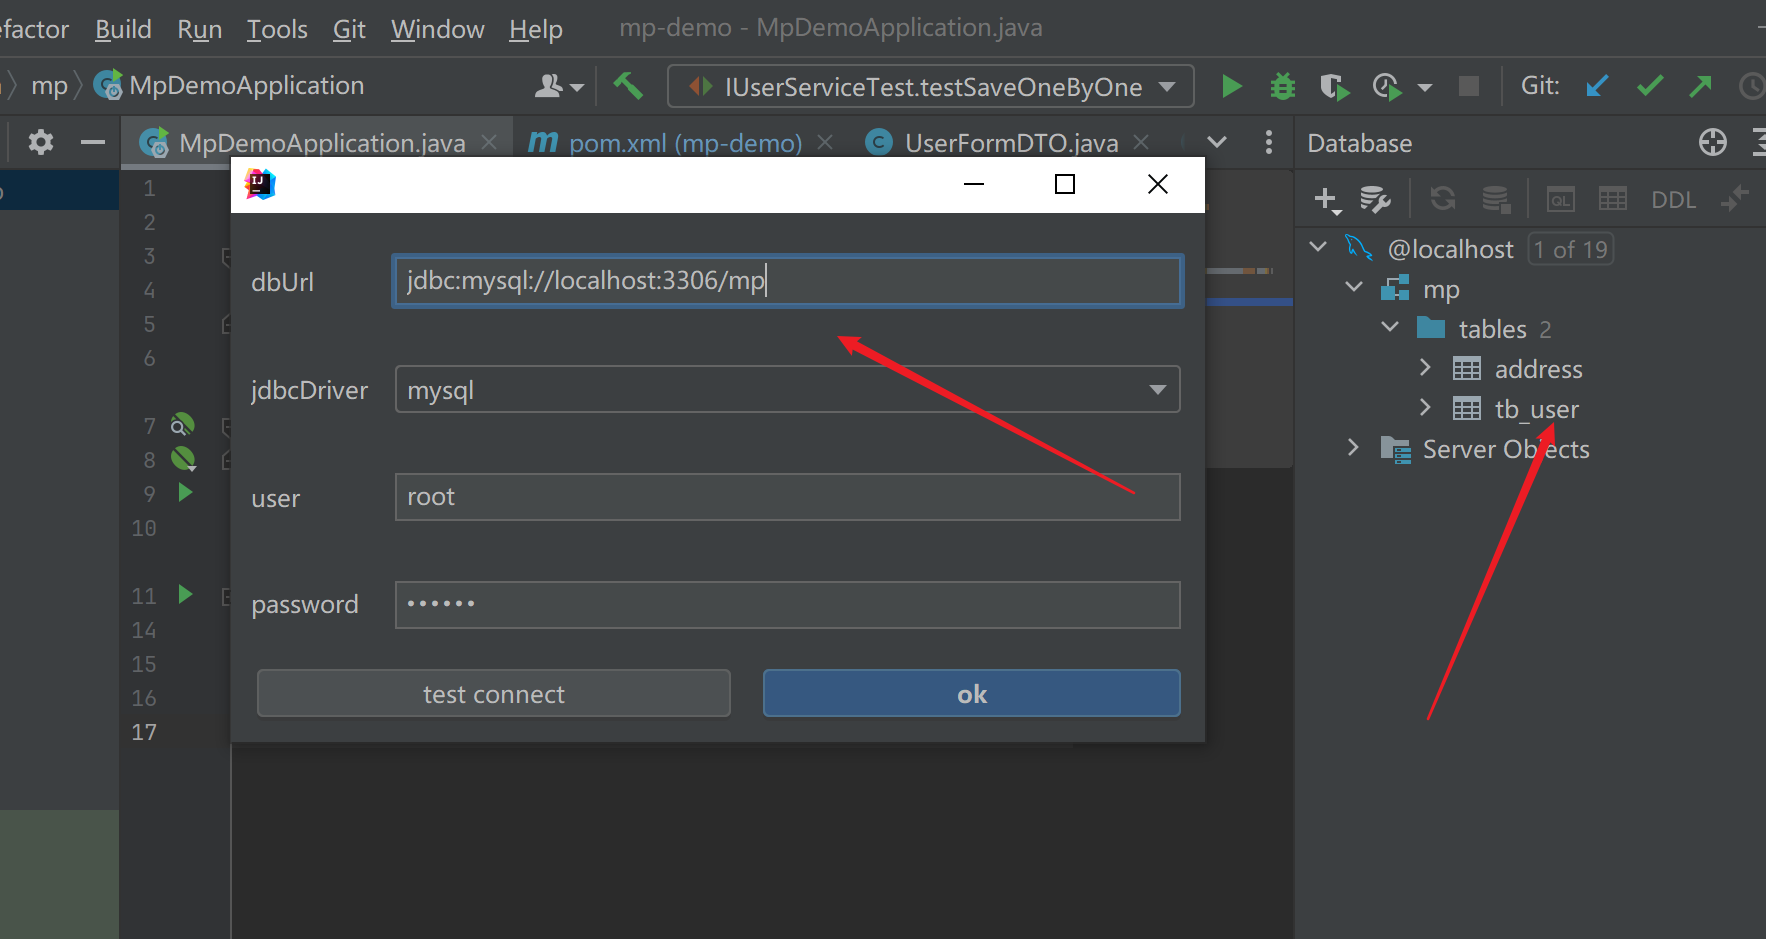 efactor Build Run Tools Git Window Help mp-demo - MpDemoApplication.java
mp MpDemoApplication IUserServiceTest.testSaveOneByOne Git:
MpDemoApplication.java pom.xml (mp-demo) UserFormDTO.java Database
IJ
DDL
QL
@localhost 1 of 19
mp
tables 2
address
tb_user
Server Objects
1
2
3
4
5
6
7
8
9
10
11
14
15
16
17
dbUrl jdbc:mysql://localhost:3306/mp
jdbcDriver mysql
user root
password ••••••
test connect ok